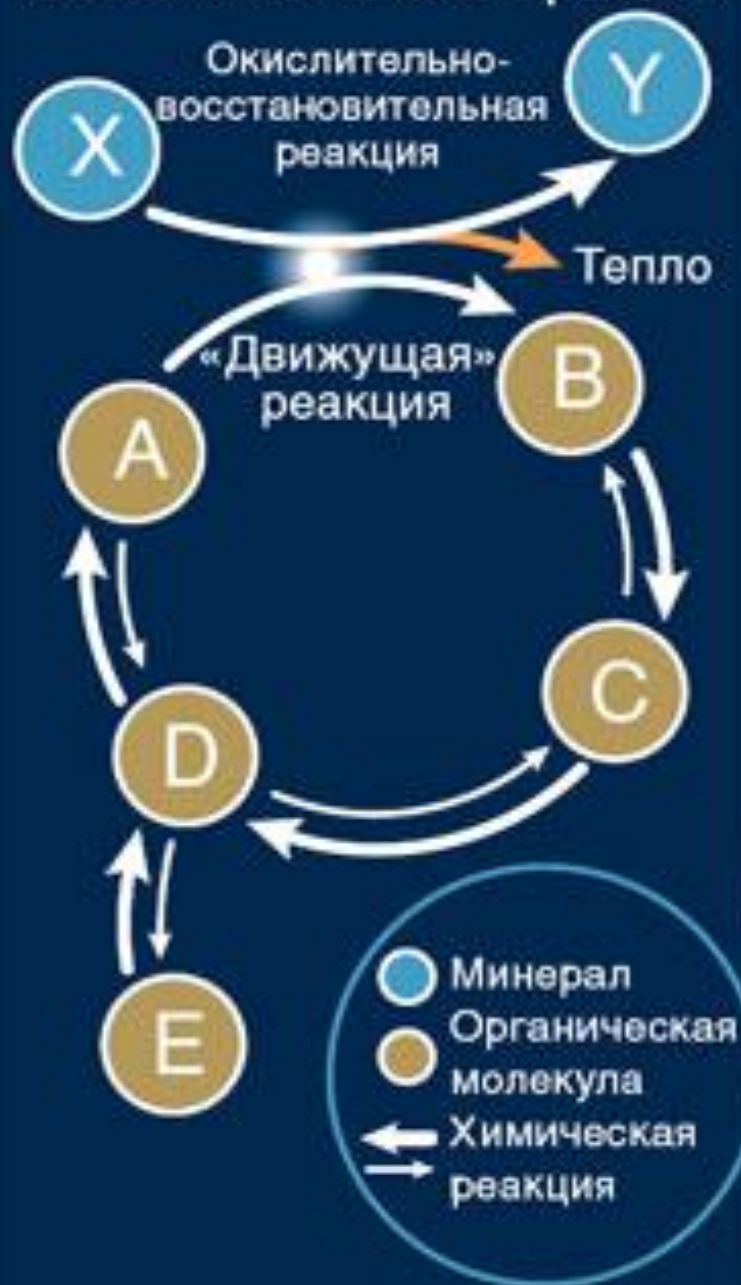 Окислительно-
восстановительная
реакция
X
Y
Тепло
«Движущая»
реакция
A
B
C
D
E
Минерал
Органическая
молекула
Химическая
реакция